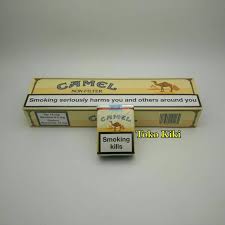 CAMEL
NON-FILTER
Smoking seriously harms you and others around you
CAMEL
Toko Kiki
Smoking
kills